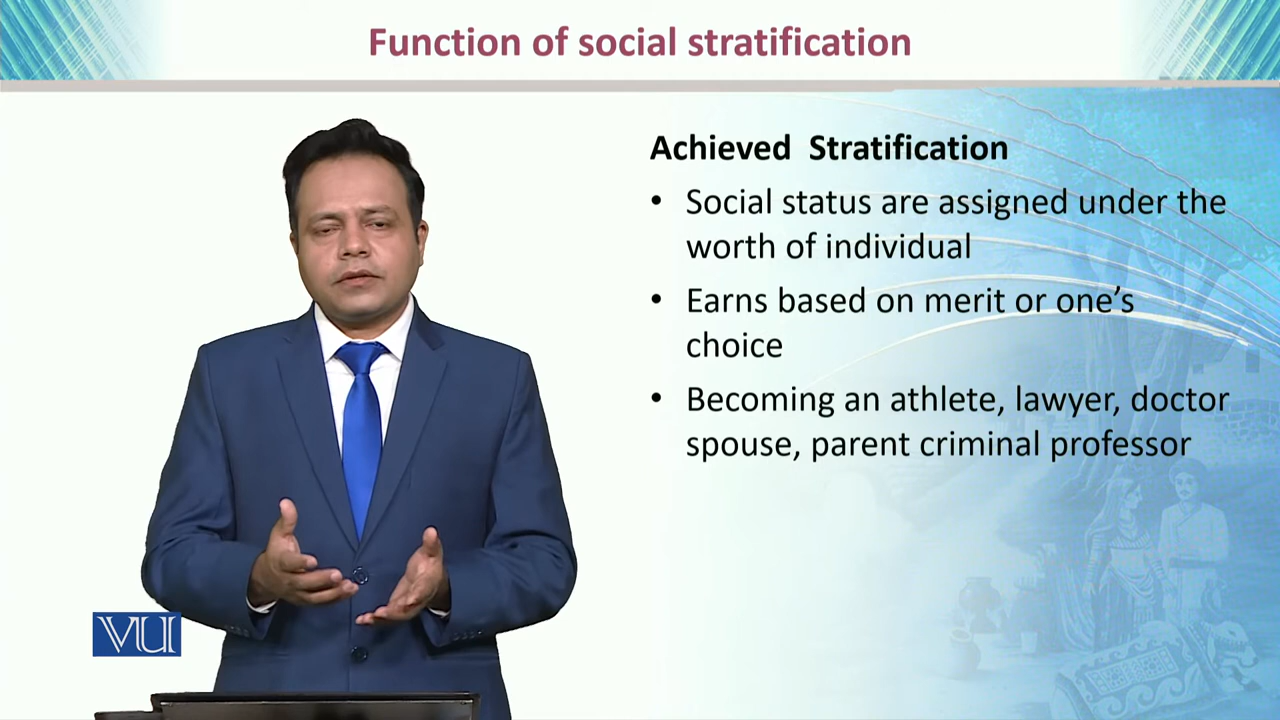 Function of social stratification
Achieved Stratification
• Social status are assigned under the
worth of individual
• Earns based on merit or one's
choice
• Becoming an athlete, lawyer, doctor
spouse, parent criminal professor
VU